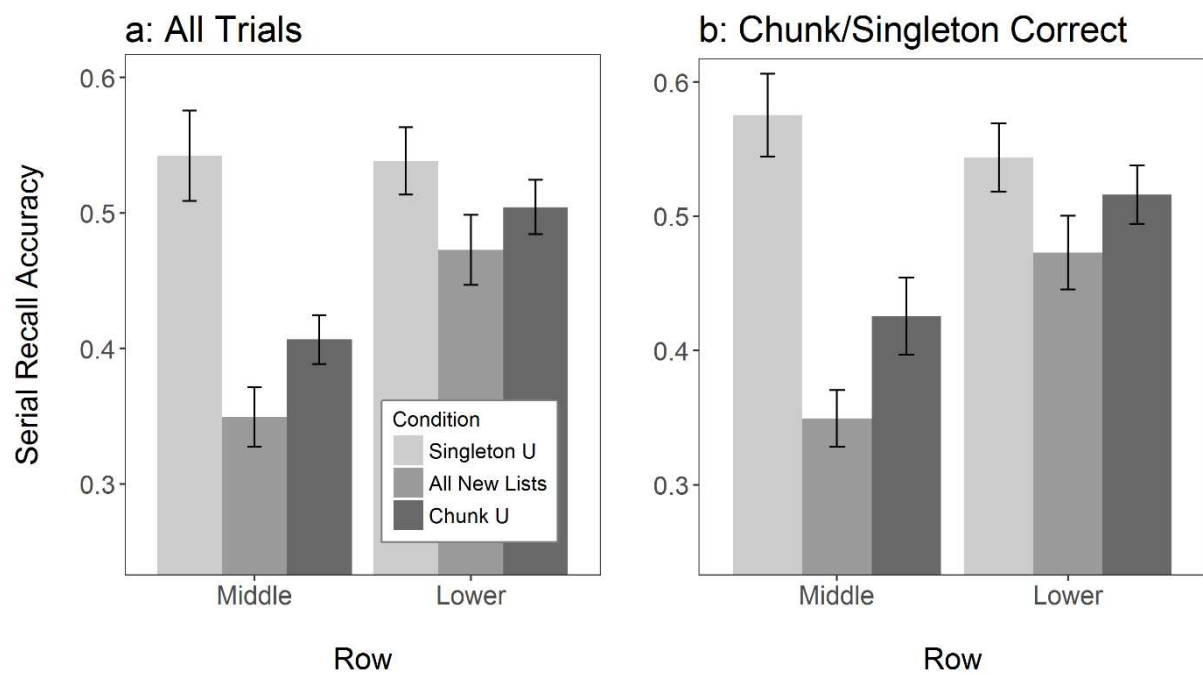 a: All Trials
b: Chunk/Singleton Correct
Serial Recall Accuracy
0.6
0.5
0.4
0.3
Condition
Singleton U
All New Lists
Chunk U
Middle
Lower
Row
0.6
0.5
0.4
0.3
Middle
Lower
Row